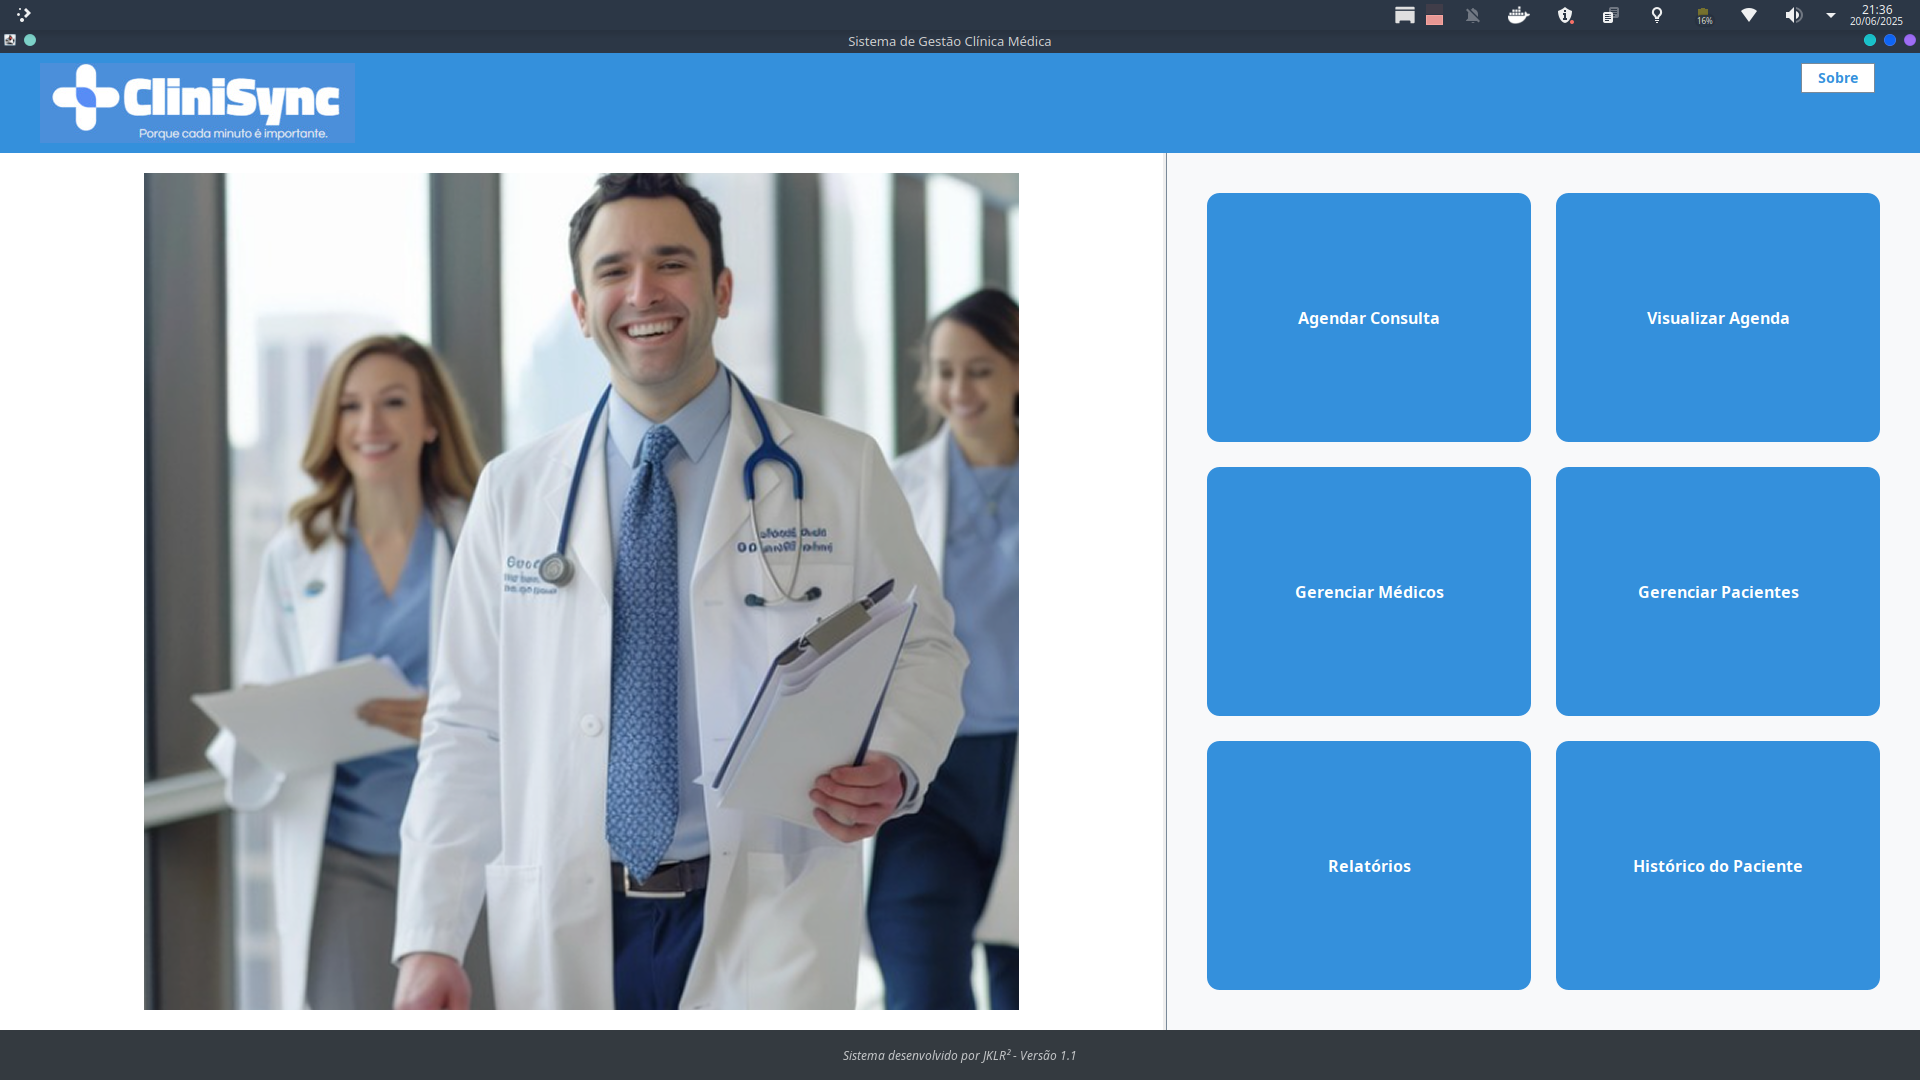 21:36
16%
20/06/2025
Sistema de Gestão Clínica Médica
CliniSync
Porque cada minuto é importante.
Sobre
Agendar Consulta
Visualizar Agenda
Gerenciar Médicos
Gerenciar Pacientes
Relatórios
Histórico do Paciente
Sistema desenvolvido por JKLR² - Versão 1.1